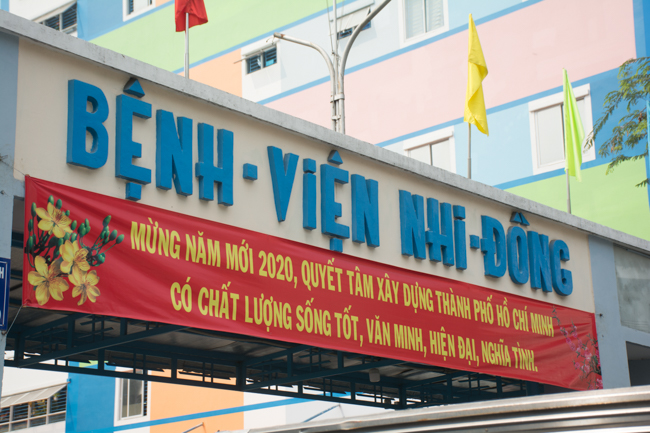 BỆNH-VIỆN NHI-ĐỒNG
MỪNG NĂM MỚI 2020, QUYẾT TÂM XÂY DỰNG THÀNH PHỐ HỒ CHÍ MINH
CÓ CHẤT LƯỢNG SỐNG TỐT, VĂN MINH, HIỆN ĐẠI, NGHĨA TÌNH.